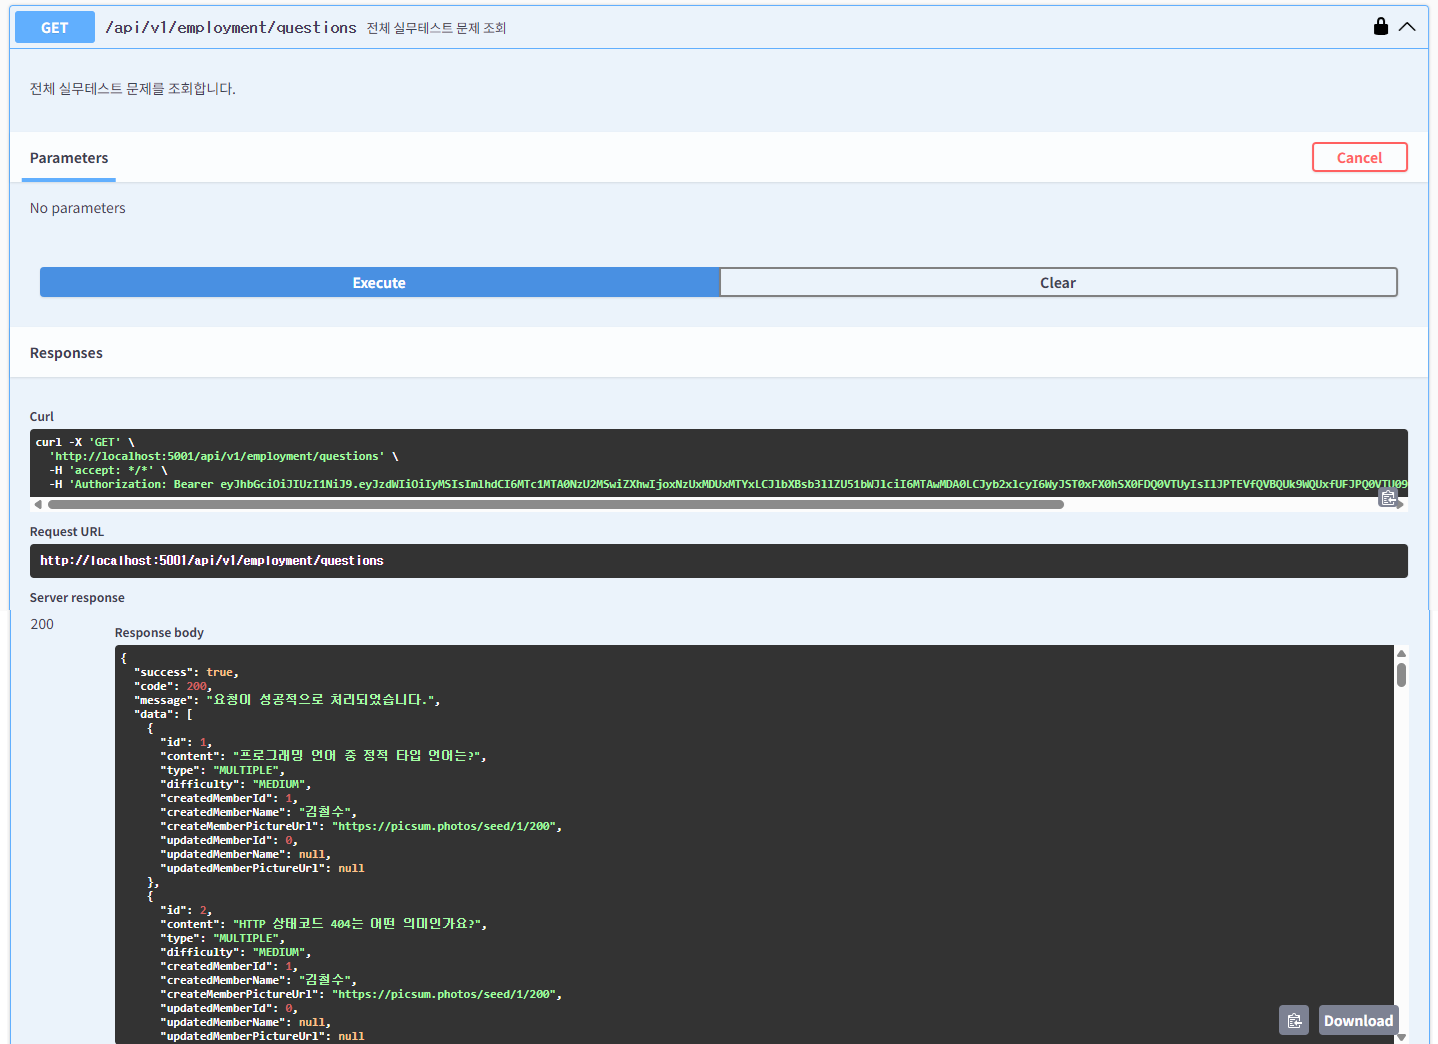 GET /api/v1/employment/questions 전체 실무테스트 문제 조회
전체 실무테스트 문제를 조회합니다.
Parameters
Cancel
No parameters
Execute
Clear
Responses
Curl
curl -X 'GET' \
'http://localhost:5001/api/v1/employment/questions' \
-H 'accept: */*' \
-H 'Authorization: Bearer
Request URL
http://localhost:5001/api/v1/employment/questions
Server response
200
Response body
{
"success": true,
"code": 200,
"message": "요청이 성공적으로 처리되었습니다.",
"data": [
{
"id": 1,
"content": "프로그래밍 언어 중 정적 타입 언어는?",
"type": "MULTIPLE",
"difficulty": "MEDIUM",
"createdMemberId": 1,
"createdMemberName": "김철수",
"createMemberPictureUrl": "https://picsum.photos/seed/1/200",
"updatedMemberId": 0,
"updatedMemberName": null,
"updatedMemberPictureUrl": null
},
{
"id": 2,
"content": "HTTP 상태코드 404는 어떤 의미인가요?",
"type": "MULTIPLE",
"difficulty": "MEDIUM",
"createdMemberId": 1,
"createdMemberName": "김철수",
"createMemberPictureUrl": "https://picsum.photos/seed/1/200",
"updatedMemberId": 0,
"updatedMemberName": null,
"updatedMemberPictureUrl": null
Download